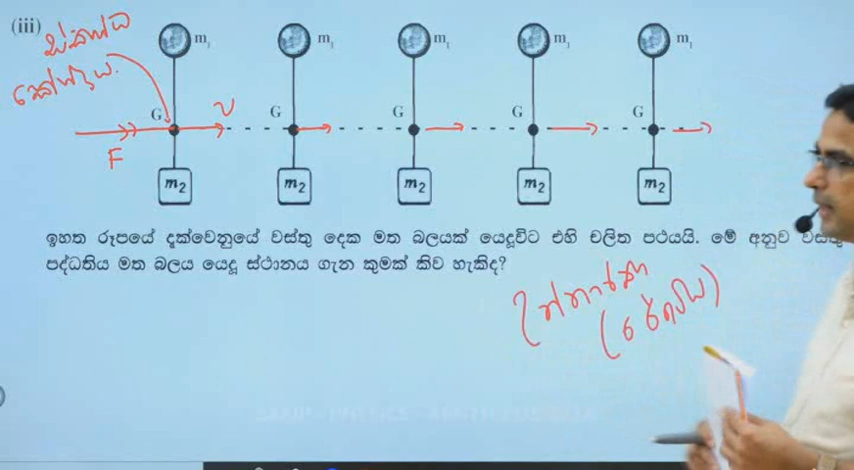 (iii)
ස්කන්ධ
කේන්ද්‍රය.
m₁ m₁ m₁ m₁ m₁
G G G G G
v
F
m₂ m₂ m₂ m₂ m₂
ඉහත රූපයේ දැක්වෙනුයේ වස්තු දෙක මත බලයක් යෙදූවිට එහි චලිත පථයයි. මේ අනුව වස්තු
පද්ධතිය මත බලය යෙදූ ස්ථානය ගැන කුමක් කිව හැකිද?
(රේඛීය)